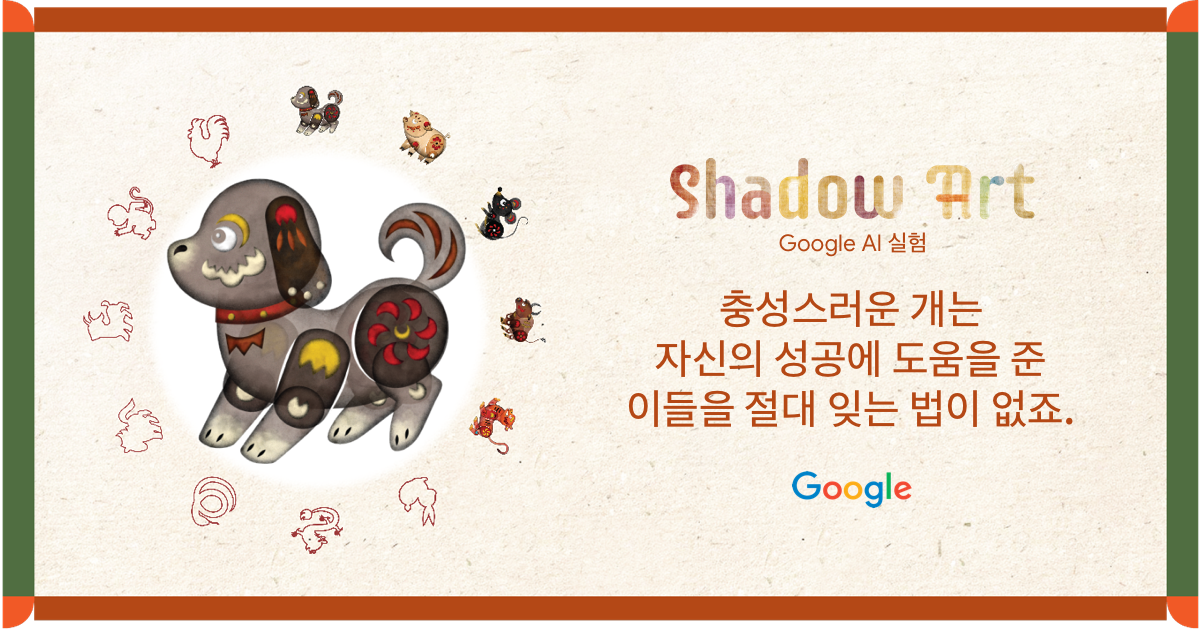 Shadow Art
Google AI 실험
충성스러운 개는
자신의 성공에 도움을 준
이들을 절대 잊는 법이 없죠.
Google